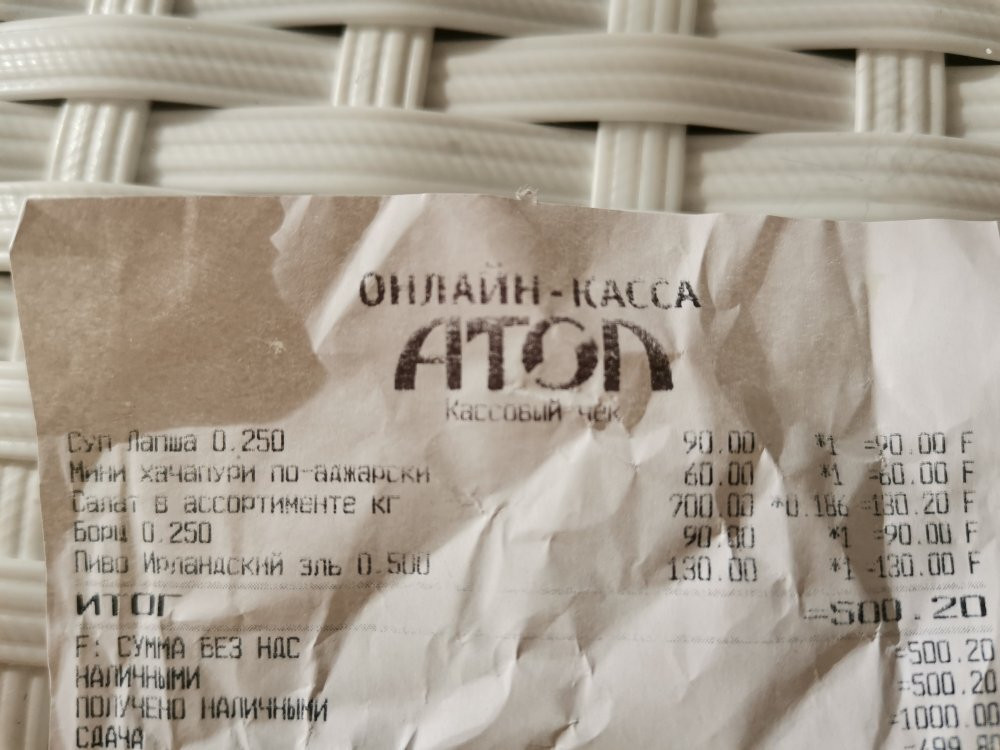 ОНЛАЙН-КАССА
АТОЛ
Кассовый чек
Суп Лапша 0.250 90.00 *1 =90.00 F
Мини хачапури по-аджарски 60.00 *1 =60.00 F
Салат в ассортименте кг 700.00 *0.186 =130.20 F
Борщ 0.250 90.00 *1 =90.00 F
Пиво Ирландский эль 0.500 130.00 *1 =130.00 F
ИТОГ =500.20
F: СУММА БЕЗ НДС =500.20
НАЛИЧНЫМИ =500.20
ПОЛУЧЕНО НАЛИЧНЫМИ =1000.00
СДАЧА =499.80